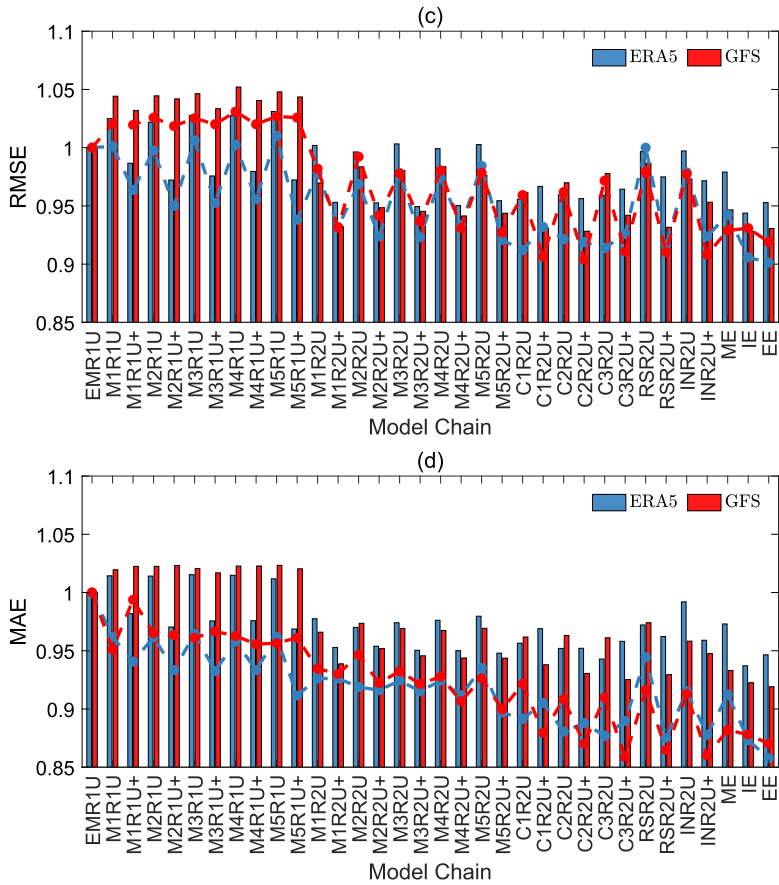 (c)
1.1
1.05
1
0.95
0.9
0.85
RMSE
ERA5 GFS
EMR1U M1R1U M1R1U+ M2R1U M2R1U+ M3R1U M3R1U+ M4R1U M4R1U+ M5R1U M5R1U+ M1R2U M1R2U+ M2R2U M2R2U+ M3R2U M3R2U+ M4R2U M4R2U+ M5R2U M5R2U+ C1R2U C1R2U+ C2R2U C2R2U+ C3R2U C3R2U+ RSR2U RSR2U+ INR2U INR2U+ ME IE EE
Model Chain
(d)
1.1
1.05
1
0.95
0.9
0.85
MAE
ERA5 GFS
EMR1U M1R1U M1R1U+ M2R1U M2R1U+ M3R1U M3R1U+ M4R1U M4R1U+ M5R1U M5R1U+ M1R2U M1R2U+ M2R2U M2R2U+ M3R2U M3R2U+ M4R2U M4R2U+ M5R2U M5R2U+ C1R2U C1R2U+ C2R2U C2R2U+ C3R2U C3R2U+ RSR2U RSR2U+ INR2U INR2U+ ME IE EE
Model Chain